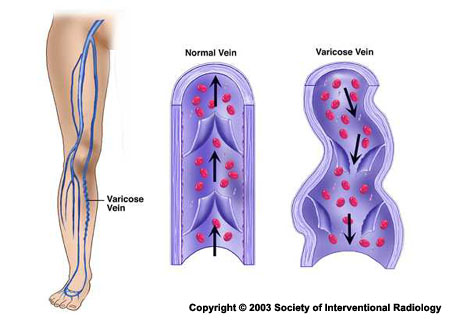 Normal Vein
Varicose Vein
Varicose
Vein
Copyright © 2003 Society of Interventional Radiology